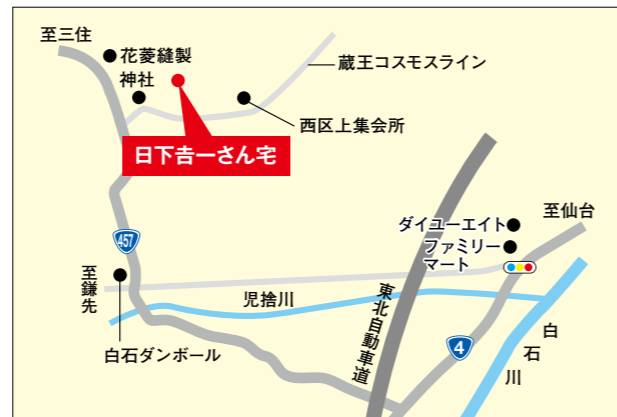 至三住
花菱縫製
神社
蔵王コスモスライン
西区上集会所
日下𠮷一さん宅
457
ダイユーエイト
ファミリー
マート
至仙台
至鎌先
児捨川
白石ダンボール
東北自動車道
4
白石川